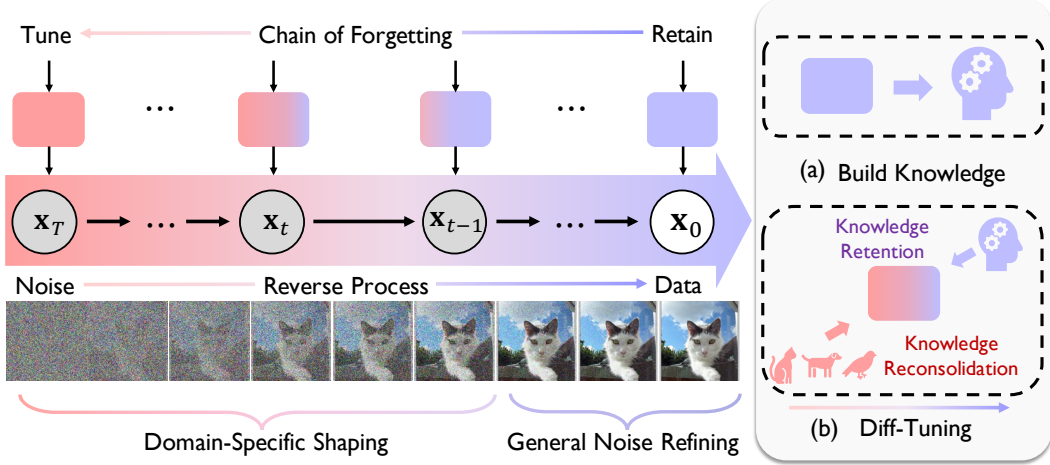 Tune Chain of Forgetting Retain
... ...
x_T ... x_t x_{t−1} ... x_0
Noise Reverse Process Data
Domain-Specific Shaping General Noise Refining
(a) Build Knowledge
Knowledge
Retention
Knowledge
Reconsolidation
(b) Diff-Tuning